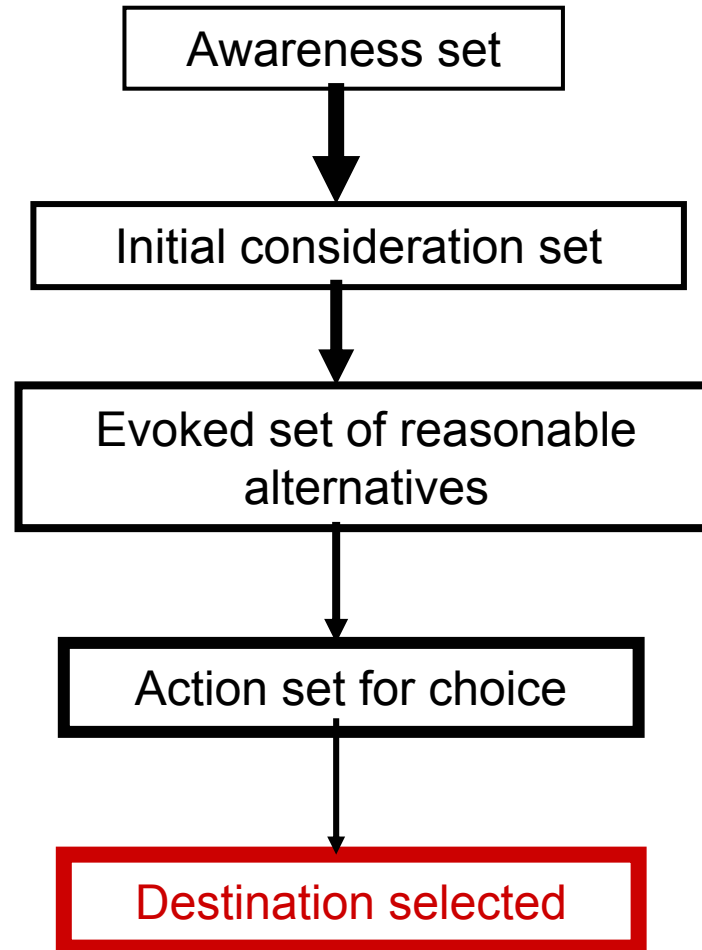 Awareness set
Initial consideration set
Evoked set of reasonable
alternatives
Action set for choice
Destination selected